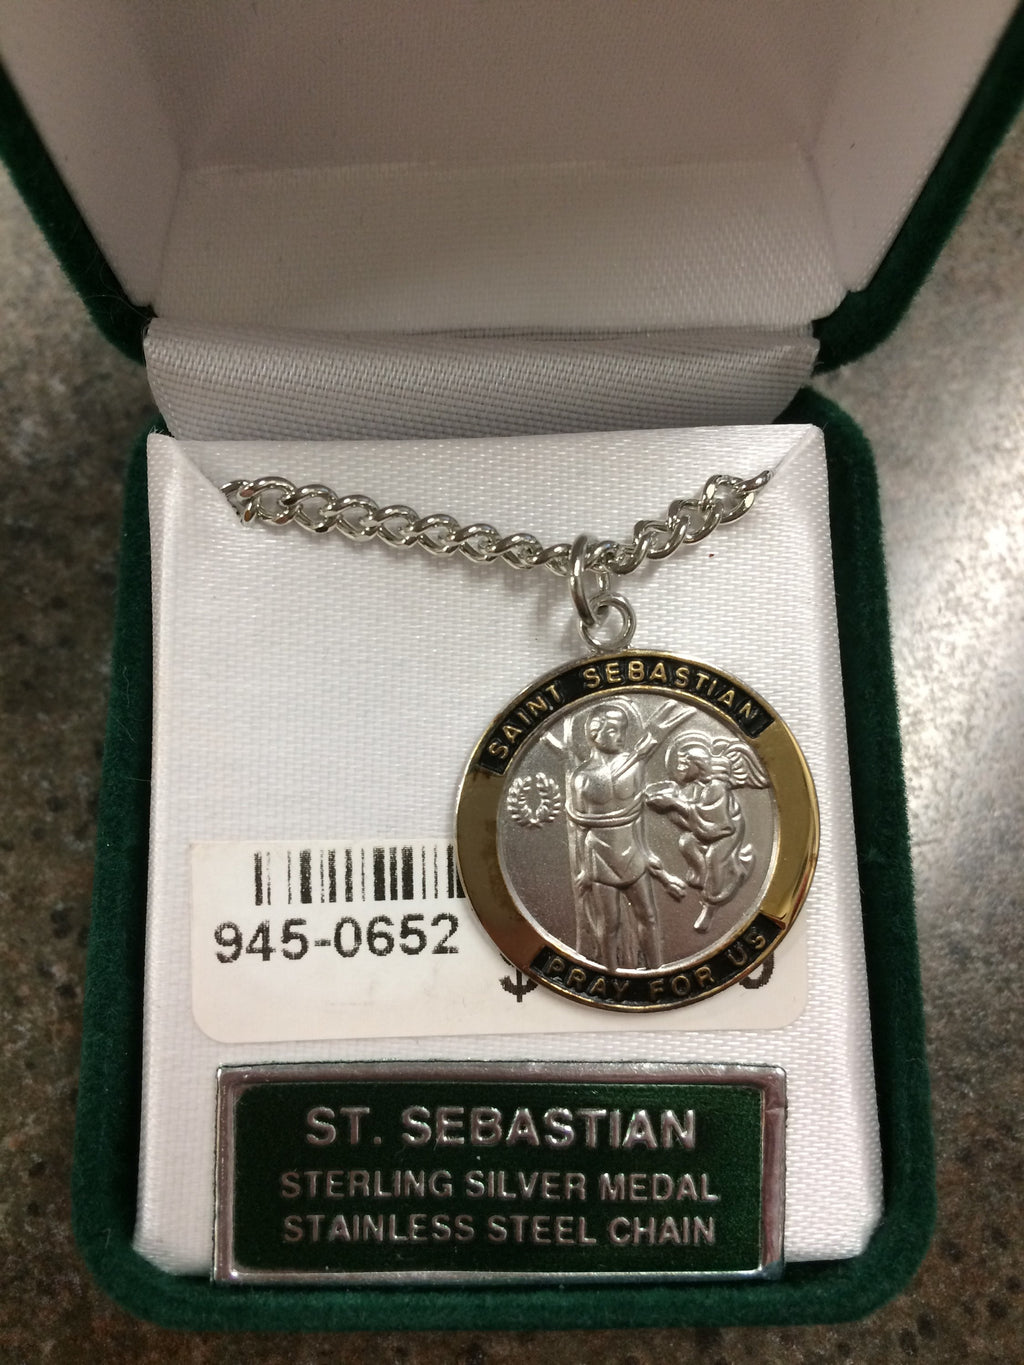 SAINT SEBASTIAN
PRAY FOR US
945-0652
$
ST. SEBASTIAN
STERLING SILVER MEDAL
STAINLESS STEEL CHAIN